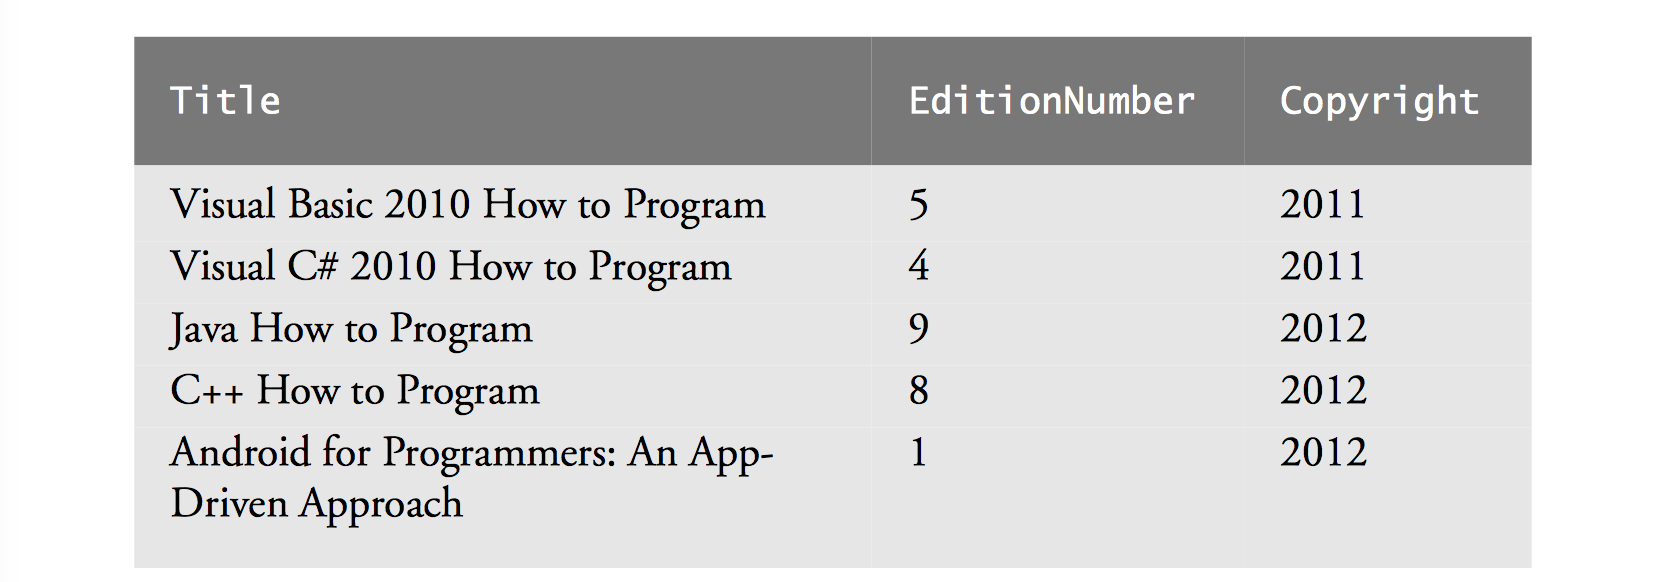 Title EditionNumber Copyright
Visual Basic 2010 How to Program 5 2011
Visual C# 2010 How to Program 4 2011
Java How to Program 9 2012
C++ How to Program 8 2012
Android for Programmers: An App- 1 2012
Driven Approach